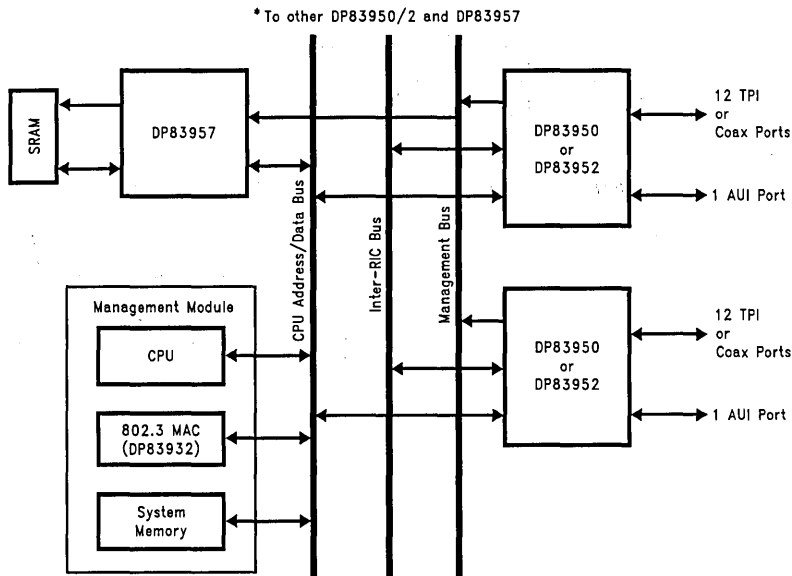 * To other DP83950/2 and DP83957
SRAM
DP83957
CPU Address/Data Bus
Inter-RIC Bus
Management Bus
DP83950
or
DP83952
12 TPI
or
Coax Ports
1 AUI Port
Management Module
CPU
802.3 MAC
(DP83932)
System
Memory
DP83950
or
DP83952
12 TPI
or
Coax Ports
1 AUI Port